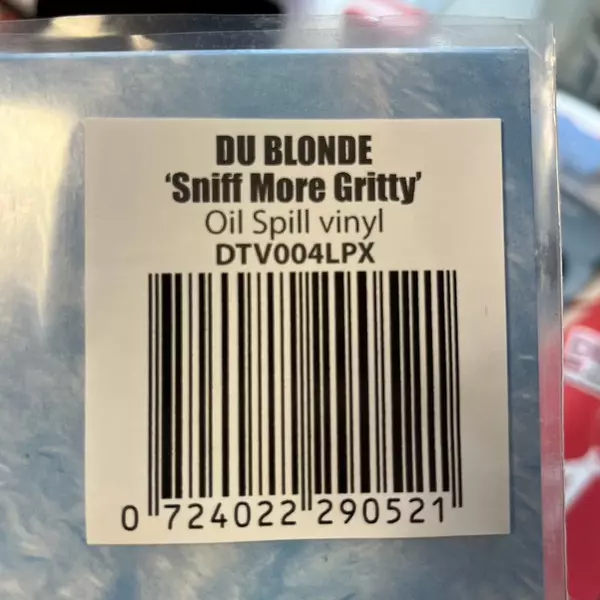 DU BLONDE
‘Sniff More Gritty’
Oil Spill vinyl
DTV004LPX
0 724022 290521